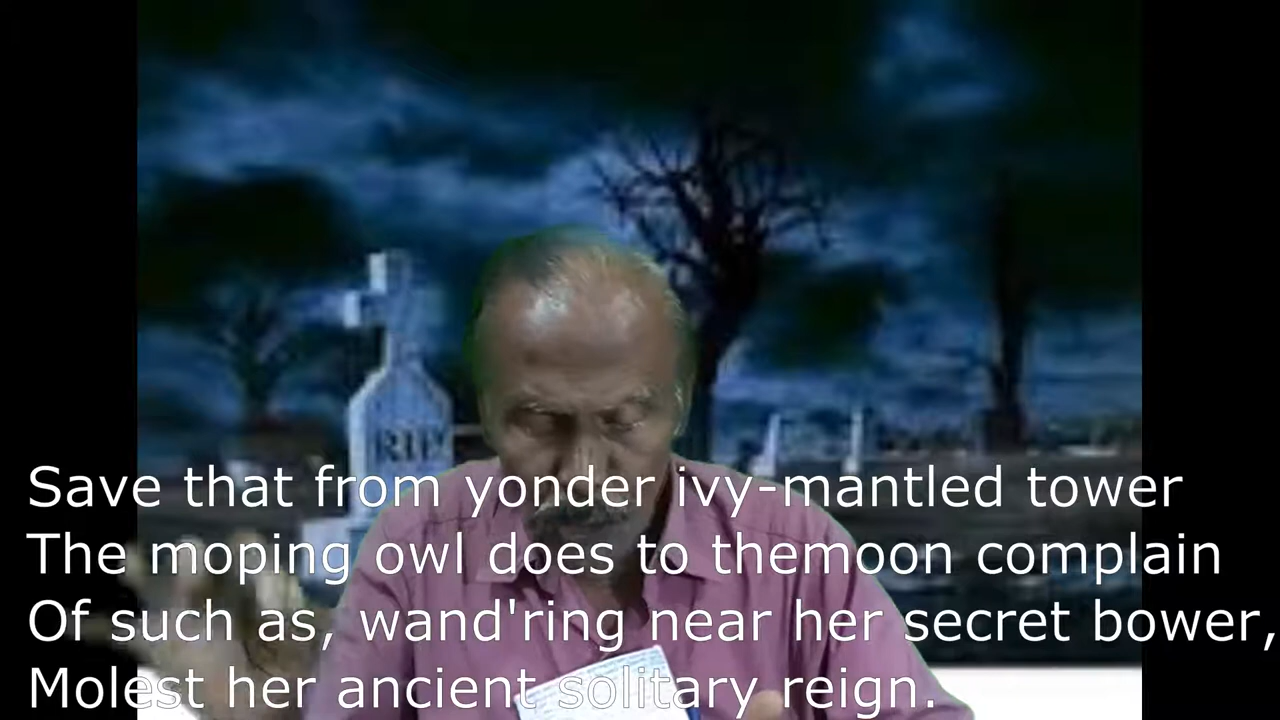 RIP
Save that from yonder ivy-mantled tower
The moping owl does to themoon complain
Of such as, wand'ring near her secret bower,
Molest her ancient solitary reign.